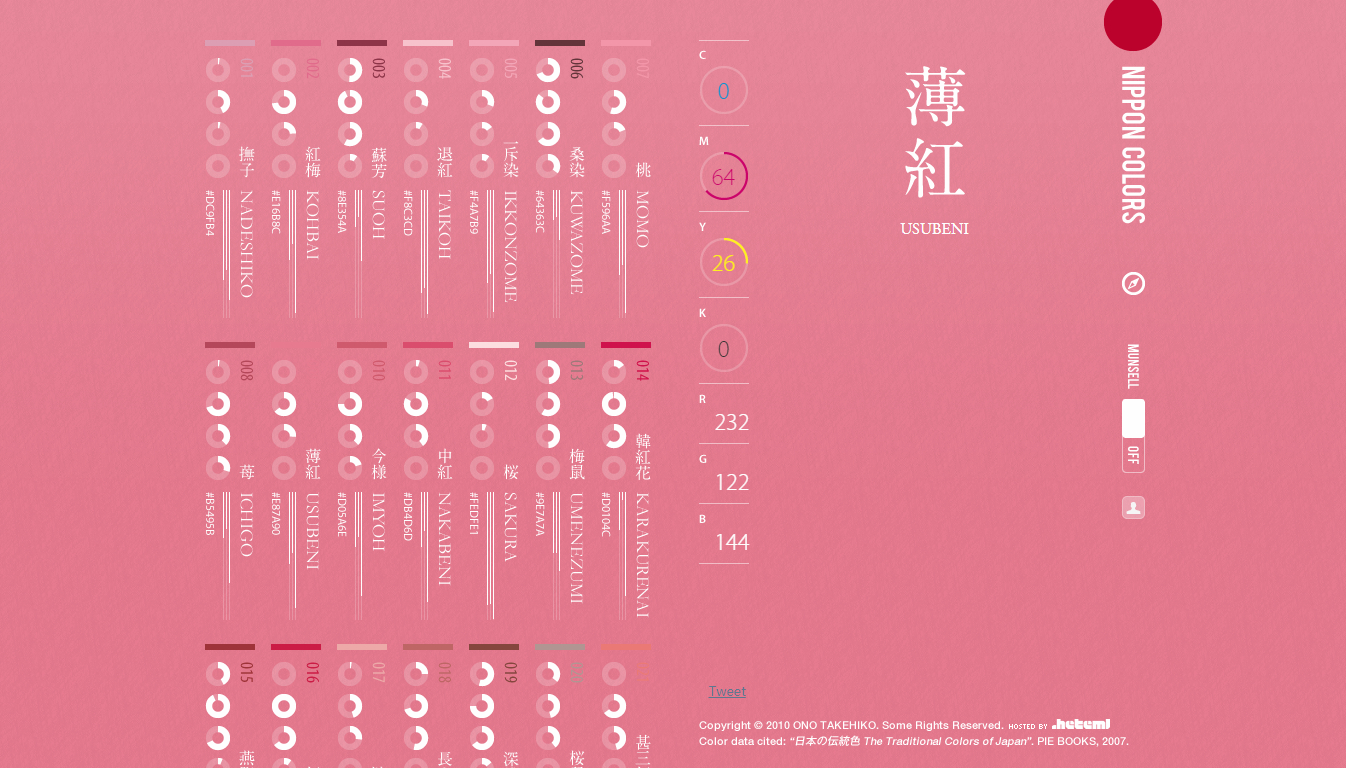 001
撫子
NADESHIKO
#DC9FB4
002
紅梅
KOHBAI
#E16B8C
003
蘇芳
SUOH
#8E354A
004
退紅
TAIKOH
#F8C3CD
005
一斥染
IKKONZOME
#F4A7B9
006
桑染
KUWAZOME
#64363C
007
桃
MOMO
#F596AA
008
苺
ICHIGO
#B5495B
薄紅
USUBENI
#E87A90
010
今様
IMYOH
#D05A6E
011
中紅
NAKABENI
#DB4D6D
012
桜
SAKURA
#FEDFE1
013
梅鼠
UMENEZUMI
#9E7A7A
014
韓紅花
KARAKURENAI
#D0104C
015
燕
016
017
018
長
019
深
桜
甚三
C
0
M
64
Y
26
K
0
R
232
G
122
B
144
薄紅
USUBENI
NIPPON COLORS
MUNSELL
OFF
Tweet
Copyright © 2010 ONO TAKEHIKO. Some Rights Reserved. HOSTED BY .heteml
Color data cited: “日本の伝統色 The Traditional Colors of Japan”. PIE BOOKS, 2007.